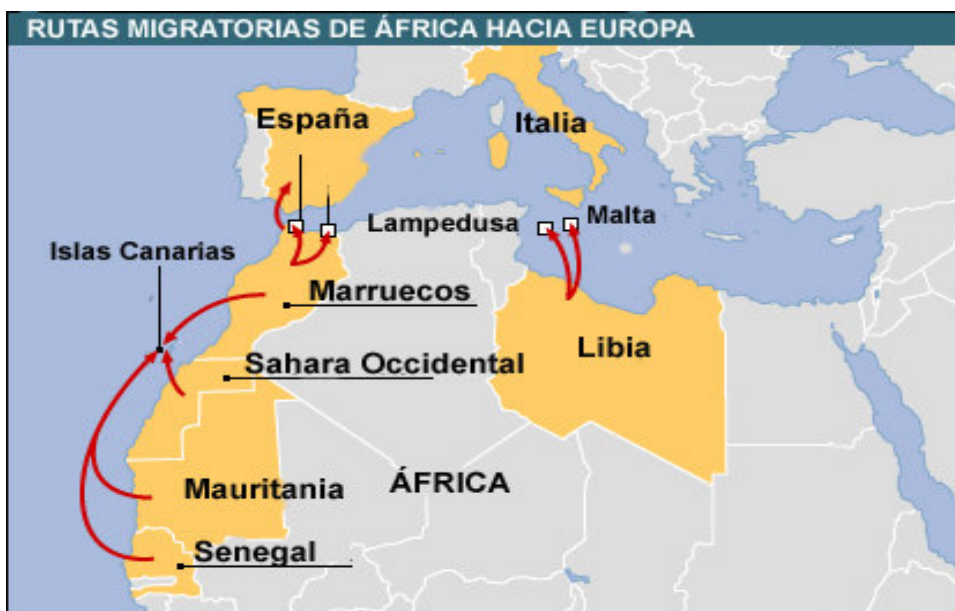 RUTAS MIGRATORIAS DE ÁFRICA HACIA EUROPA
España
Italia
Lampedusa
Malta
Islas Canarias
Marruecos
Libia
Sahara Occidental
Mauritania
ÁFRICA
Senegal